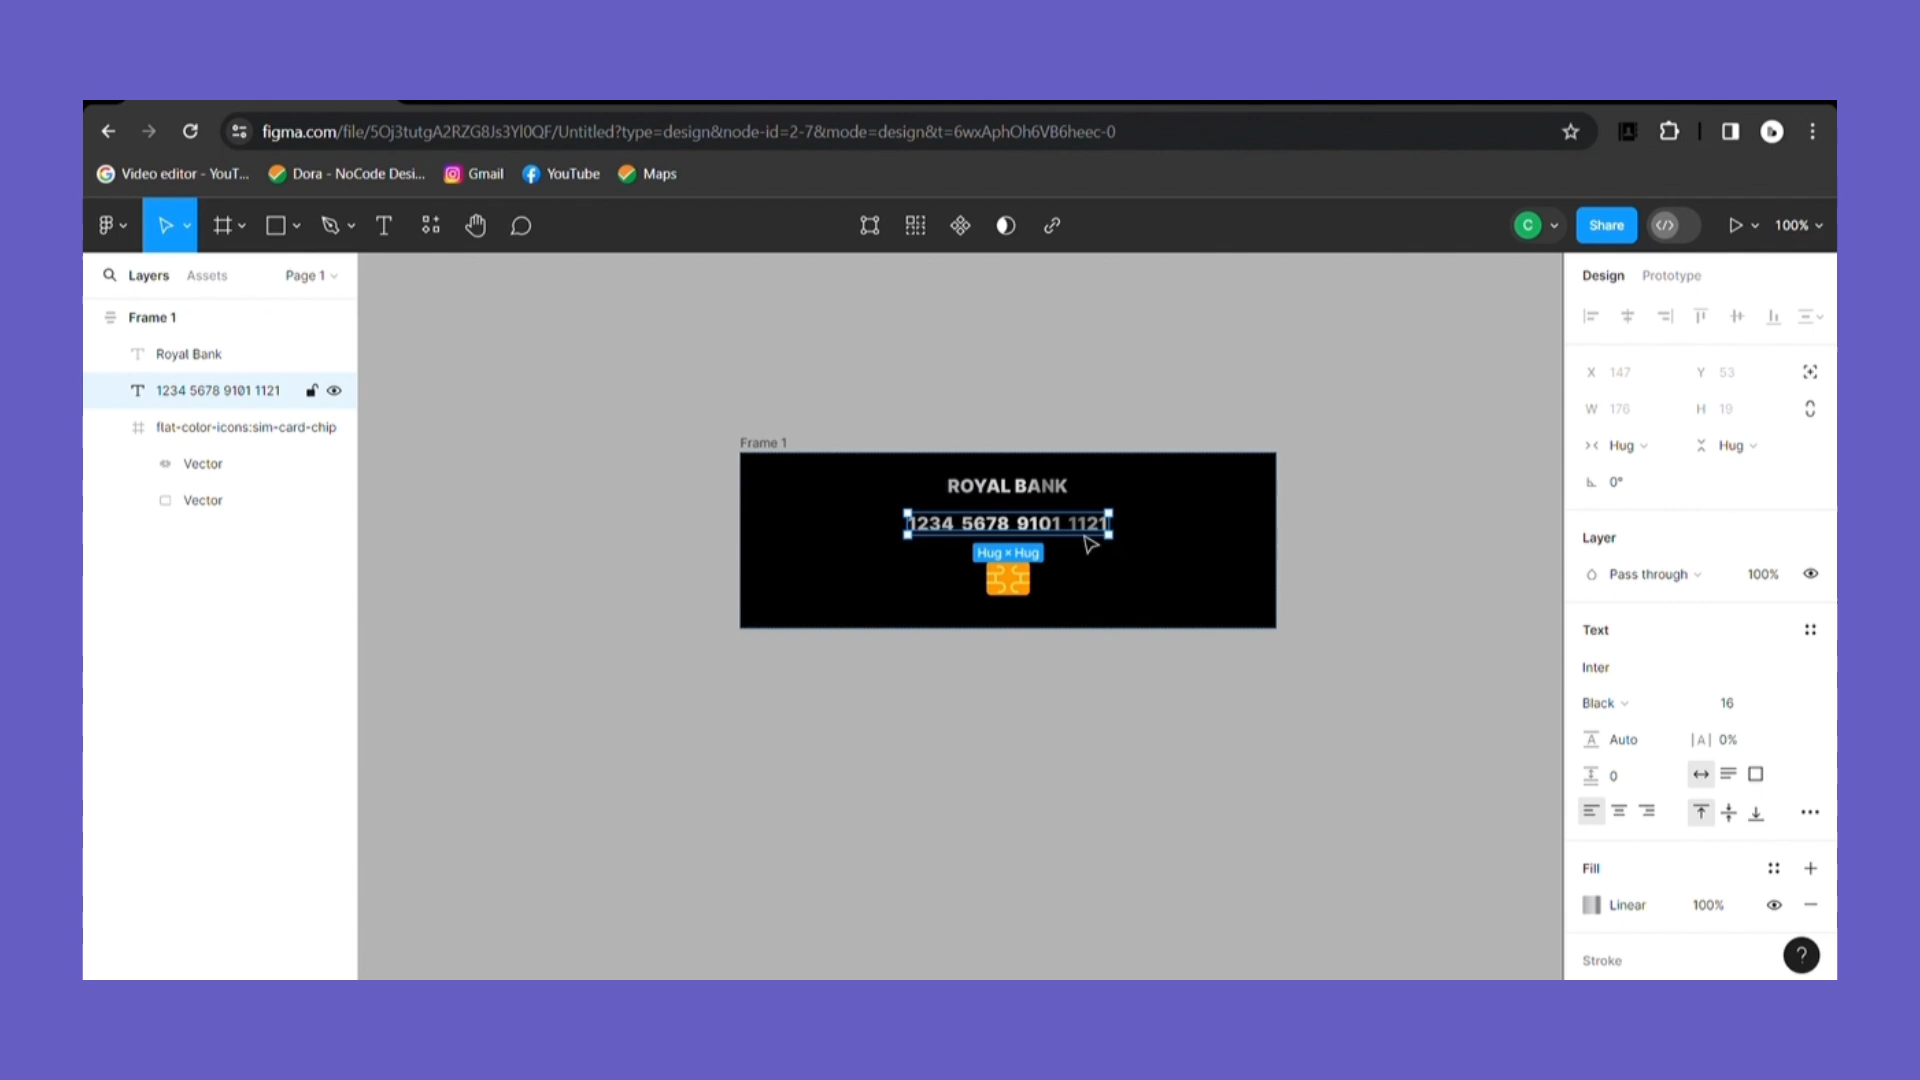 figma.com/file/5Oj3tutgA2RZG8Js3Yl0QF/Untitled?type=design&node-id=2-7&mode=design&t=6wxAphOh6VB6heec-0
Video editor - YouT... Dora - NoCode Desi... Gmail YouTube Maps
C Share 100%
Layers Assets Page 1
Frame 1
Royal Bank
1234 5678 9101 1121
flat-color-icons:sim-card-chip
Vector
Vector
Frame 1
ROYAL BANK
1234 5678 9101 1121
Hug × Hug
Design Prototype
X 147 Y 53
W 176 H 19
Hug Hug
0°
Layer
Pass through 100%
Text
Inter
Black 16
A Auto |A| 0%
0
Fill
Linear 100%
Stroke
?